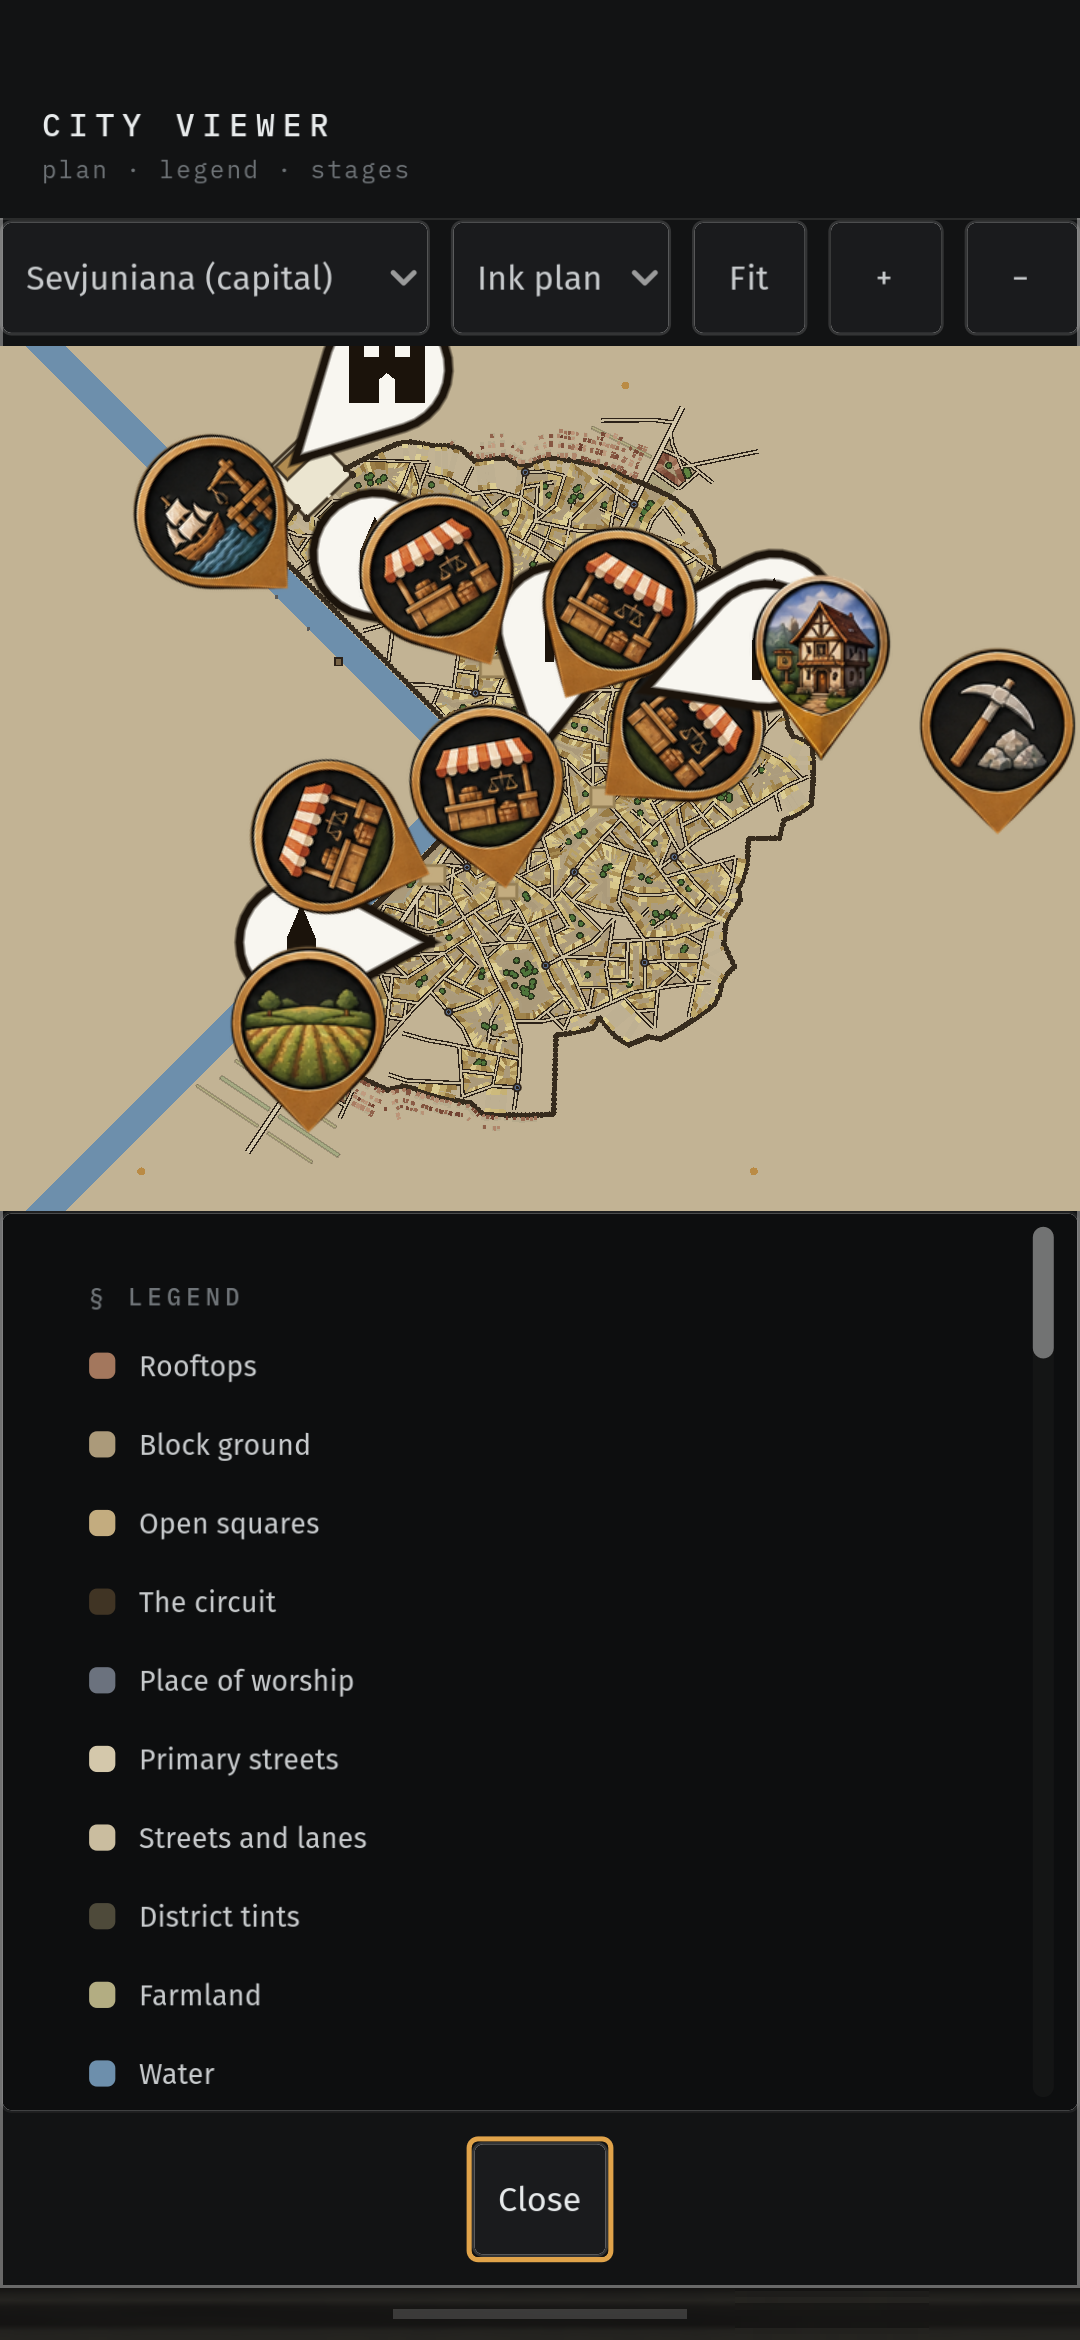 CITY VIEWER
plan · legend · stages
Sevjuniana (capital)
Ink plan
Fit
+
−
§ LEGEND
Rooftops
Block ground
Open squares
The circuit
Place of worship
Primary streets
Streets and lanes
District tints
Farmland
Water
Close